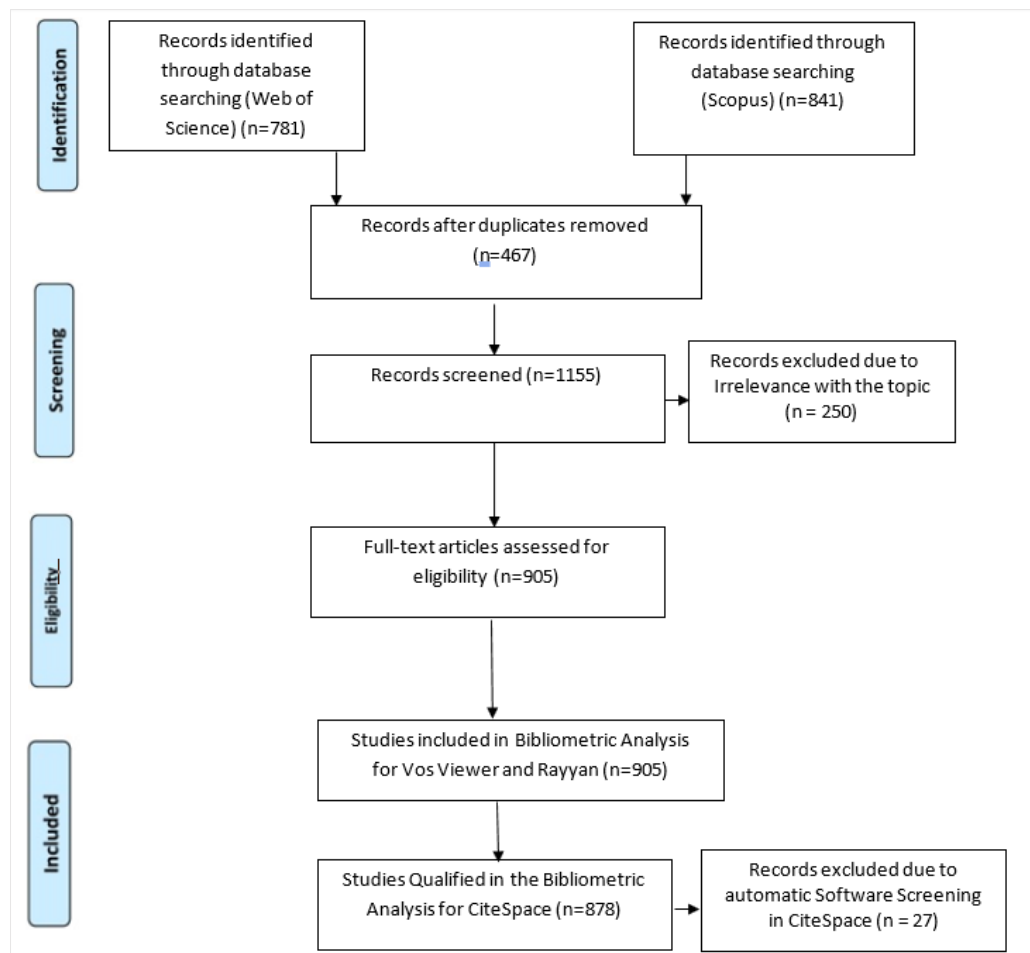 Identification
Records identified
through database
searching (Web of
Science) (n=781)
Records identified through
database searching
(Scopus) (n=841)
Records after duplicates removed
(n=467)
Screening
Records screened (n=1155)
Records excluded due to
Irrelevance with the topic
(n = 250)
Eligibility
Full-text articles assessed for
eligibility (n=905)
Included
Studies included in Bibliometric Analysis
for Vos Viewer and Rayyan (n=905)
Studies Qualified in the Bibliometric
Analysis for CiteSpace (n=878)
Records excluded due to
automatic Software Screening
in CiteSpace (n = 27)